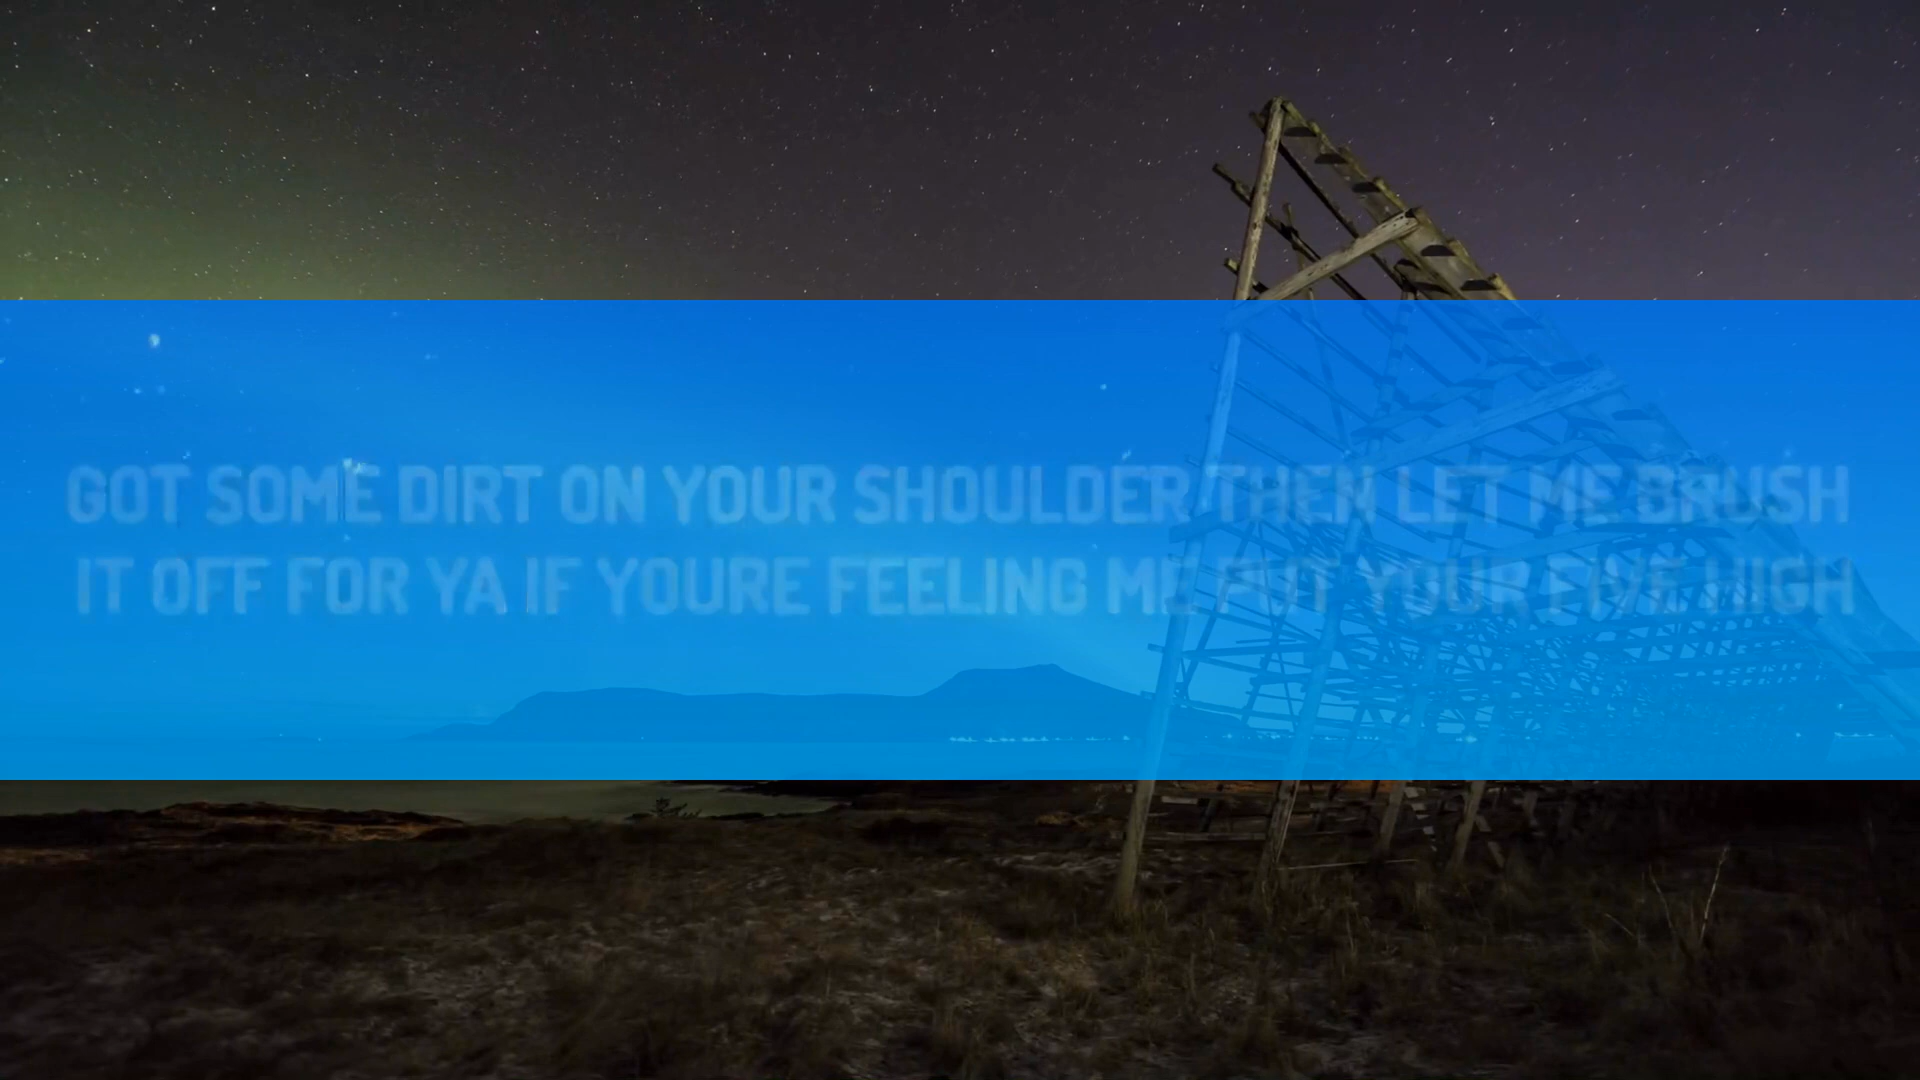 GOT SOME DIRT ON YOUR SHOULDER THEN LET ME BRUSH
IT OFF FOR YA IF YOURE FEELING ME PUT YOUR FIVE HIGH